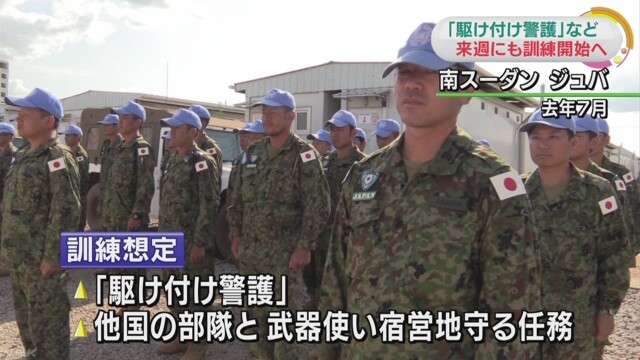 「駆け付け警護」など
来週にも訓練開始へ
南スーダン ジュバ
去年7月
JAPAN
訓練想定
「駆け付け警護」
他国の部隊と 武器使い宿営地守る任務